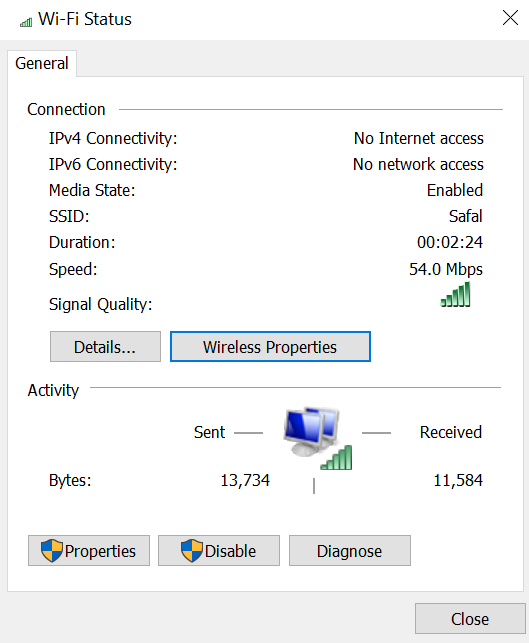 Wi-Fi Status
General
Connection
IPv4 Connectivity: No Internet access
IPv6 Connectivity: No network access
Media State: Enabled
SSID: Safal
Duration: 00:02:24
Speed: 54.0 Mbps
Signal Quality:
Details... Wireless Properties
Activity
Sent Received
Bytes: 13,734 11,584
Properties Disable Diagnose
Close